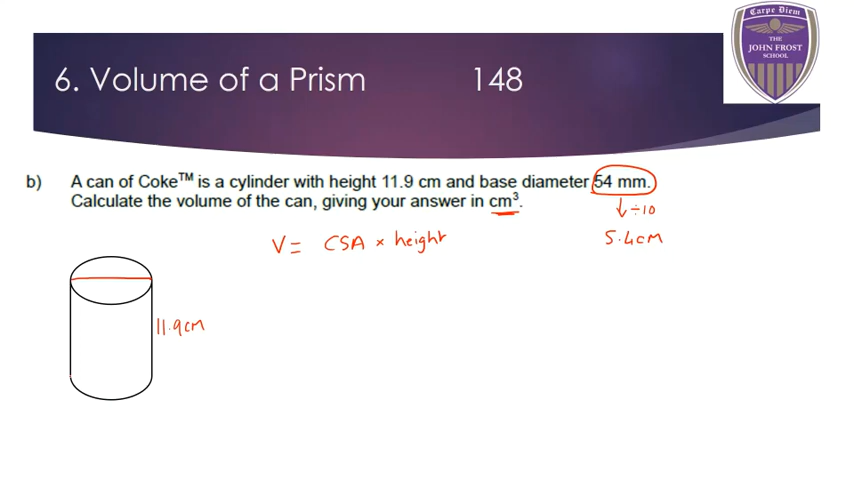 Carpe Diem
THE
JOHN FROST
SCHOOL
6. Volume of a Prism 148
b) A can of Coke™ is a cylinder with height 11.9 cm and base diameter 54 mm.
Calculate the volume of the can, giving your answer in cm³.
↓÷10
5.4cm
V = CSA × height
11.9cm